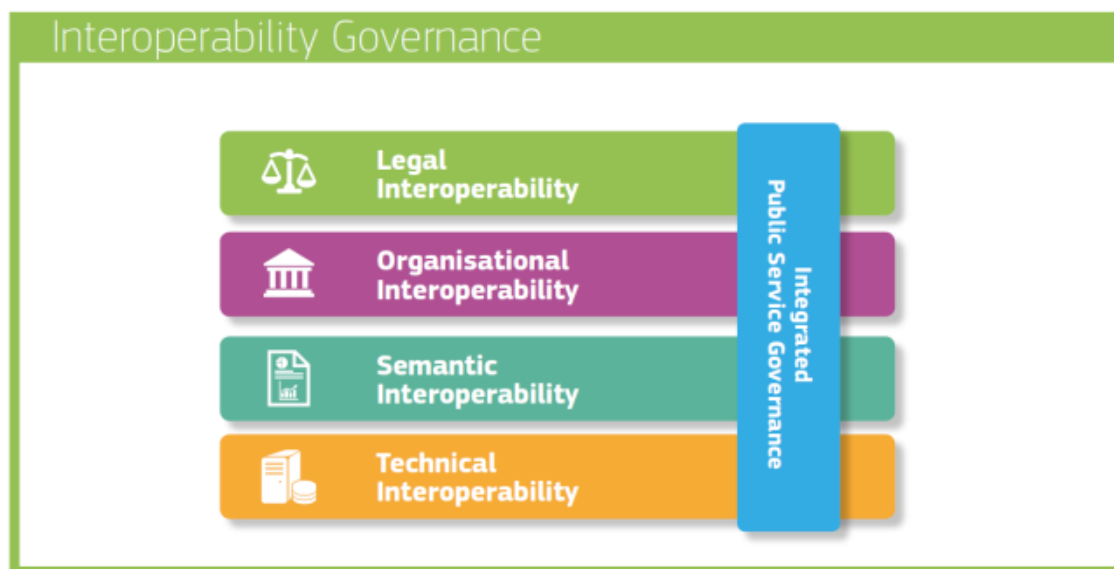 Interoperability Governance
Legal
Interoperability
Organisational
Interoperability
Semantic
Interoperability
Technical
Interoperability
Integrated
Public Service Governance